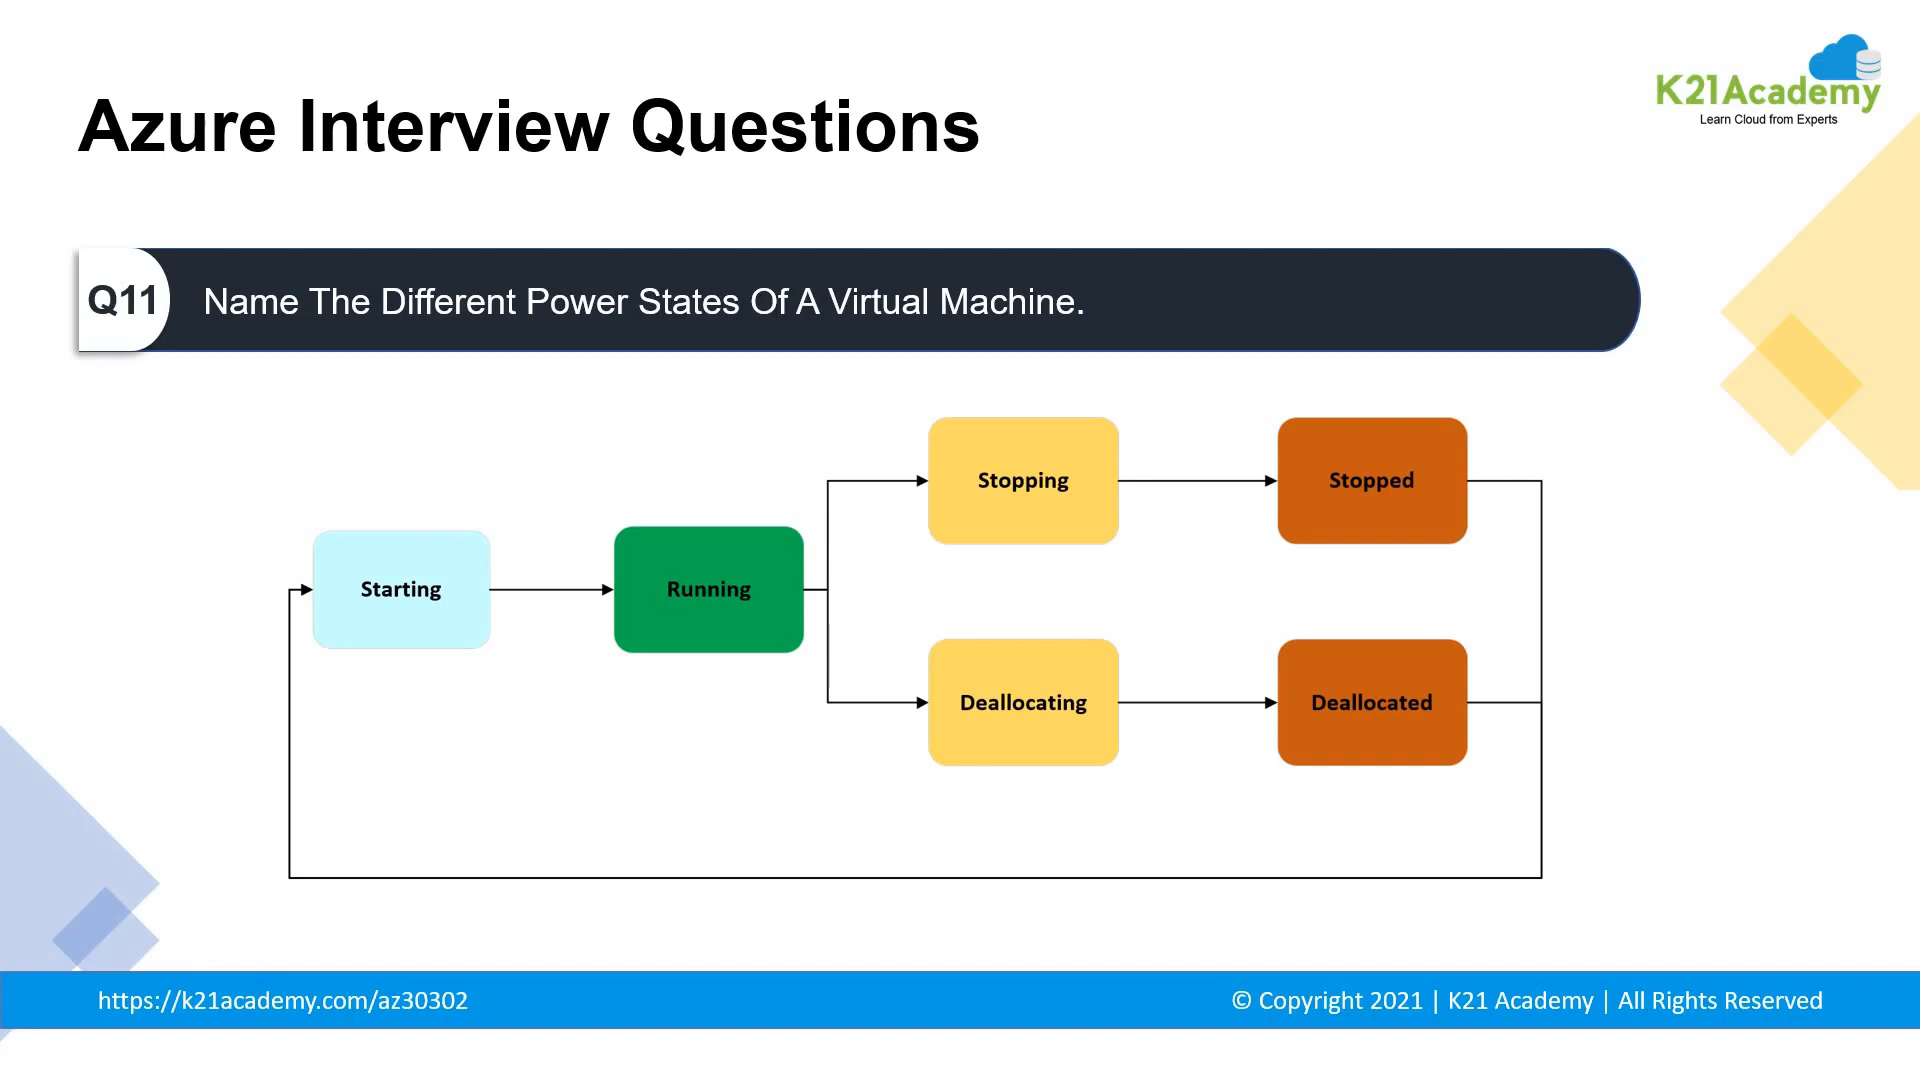 K21Academy
Learn Cloud from Experts
Azure Interview Questions
Q11
Name The Different Power States Of A Virtual Machine.
Stopping
Stopped
Starting
Running
Deallocating
Deallocated
https://k21academy.com/az30302
© Copyright 2021 | K21 Academy | All Rights Reserved